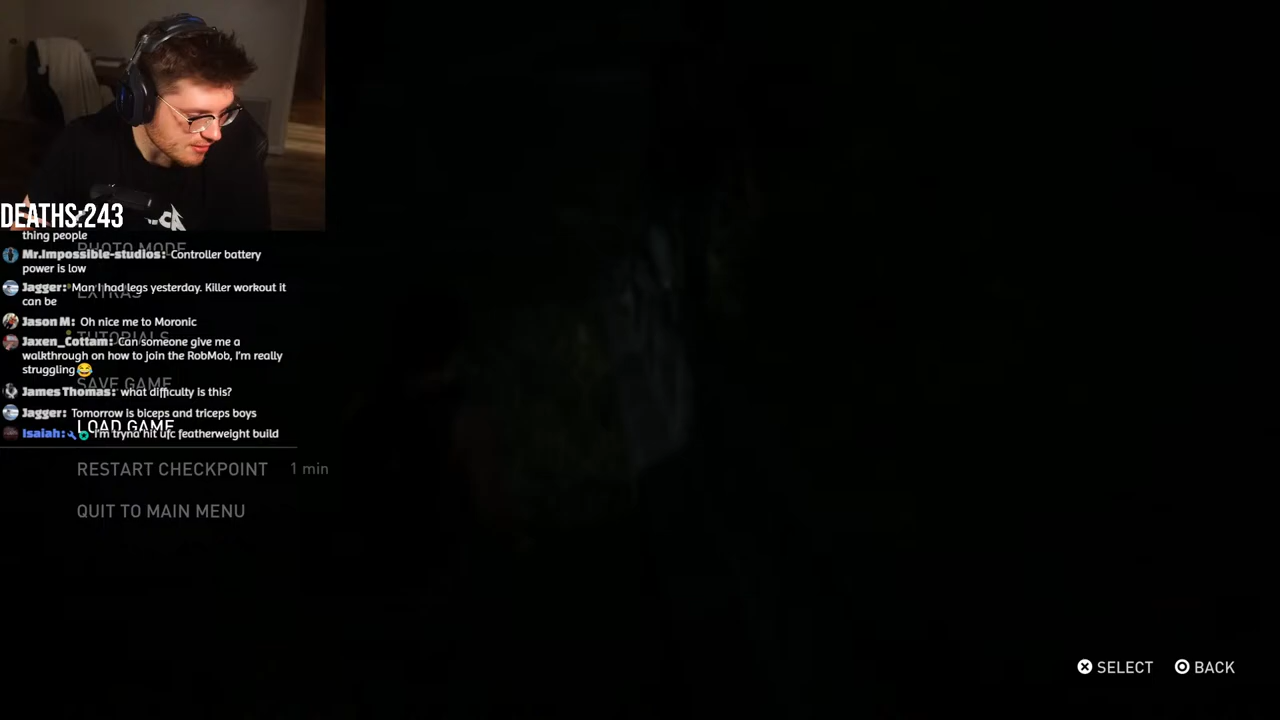 DEATHS:243
thing people
PHOTO MODE
Mr.Impossible-studios: Controller battery
power is low
Jagger: Man I had legs yesterday. Killer workout it
can be
EXTRAS
Jason M: Oh nice me to Moronic
TUTORIALS
Jaxen_Cottam: Can someone give me a
walkthrough on how to join the RobMob, I'm really
struggling😂
SAVE GAME
James Thomas: what difficulty is this?
Jagger: Tomorrow is biceps and triceps boys
LOAD GAME
Isaiah: I'm tryna hit ufc featherweight build
RESTART CHECKPOINT 1 min
QUIT TO MAIN MENU
SELECT BACK